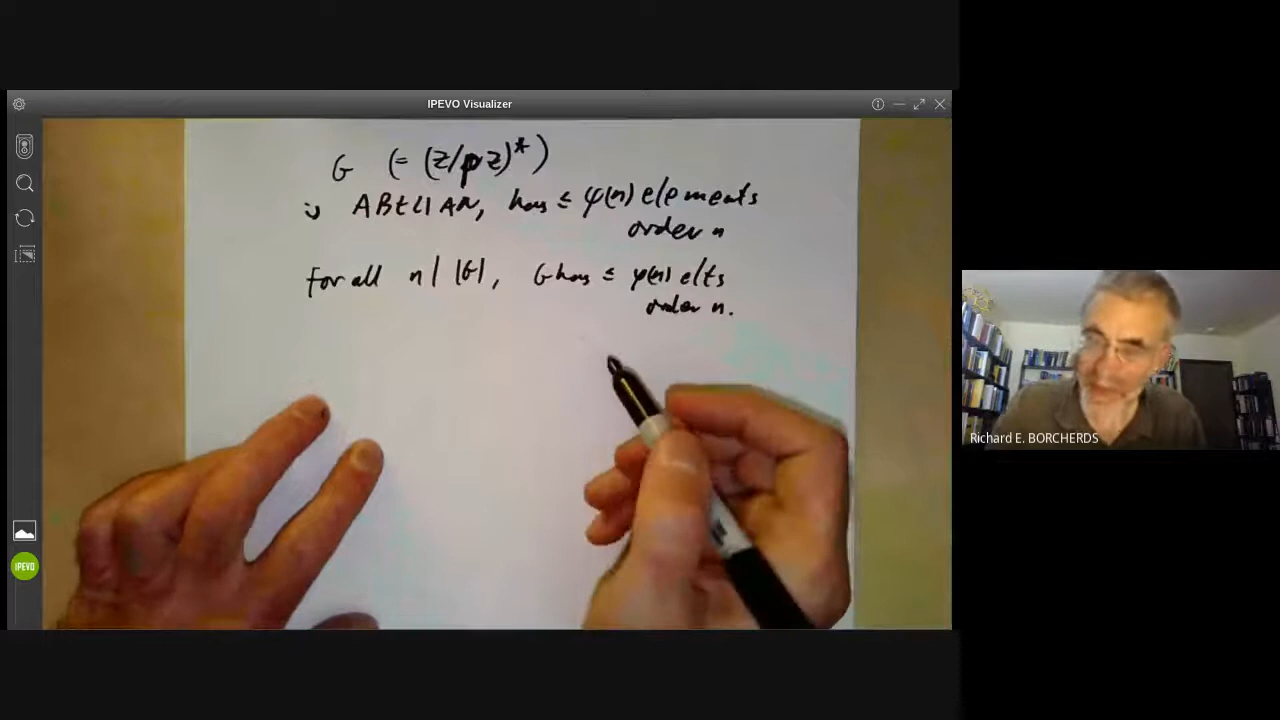 IPEVO Visualizer
G (= (Z/pZ)*)
is ABELIAN, has ≤ φ(n) elements
order n
For all n | |G|, G has ≤ φ(n) elts
order n.
Richard E. BORCHERDS
IPEVO